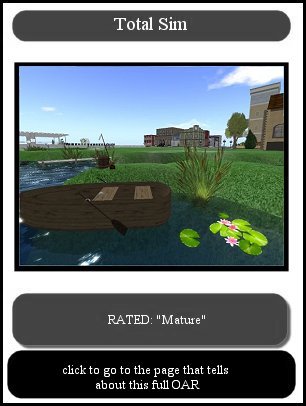 Total Sim
RATED: "Mature"
click to go to the page that tells
about this full OAR